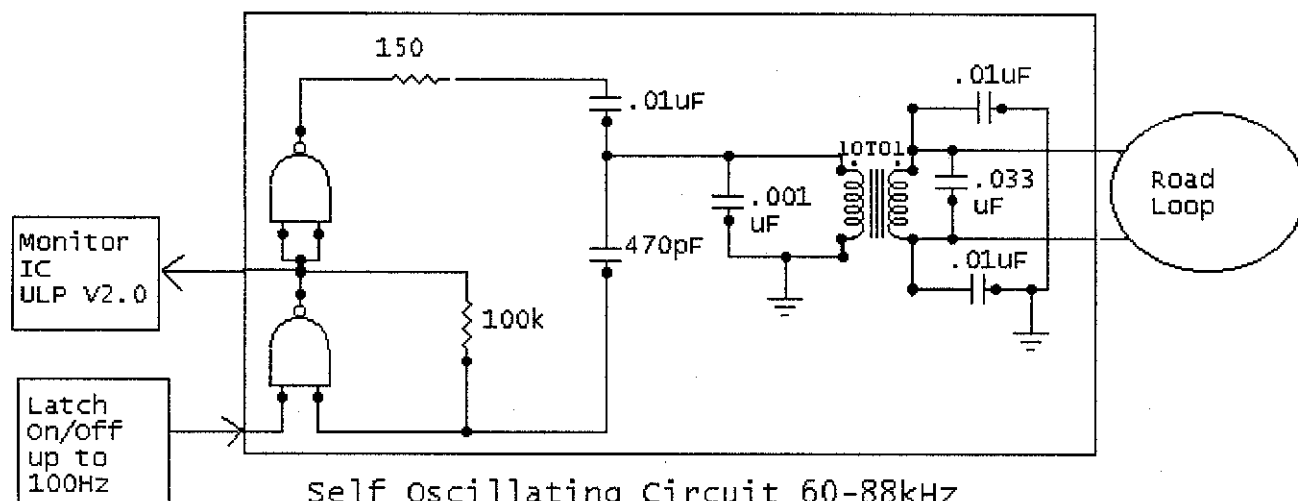 150
.01uF
.01uF
10TO1
.033
uF
Road
Loop
.001
uF
Monitor
IC
ULP V2.0
470pF
.01uF
100k
Latch
On/Off
up to
100Hz
Self Oscillating Circuit 60-88kHz